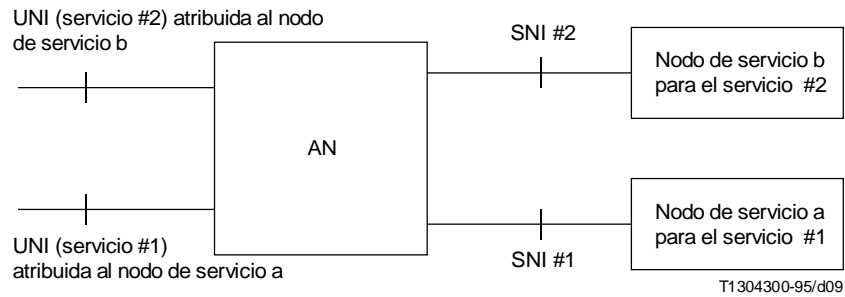 UNI (servicio #2) atribuida al nodo
de servicio b
SNI #2
Nodo de servicio b
para el servicio #2
AN
UNI (servicio #1)
atribuida al nodo de servicio a
SNI #1
Nodo de servicio a
para el servicio #1
T1304300-95/d09